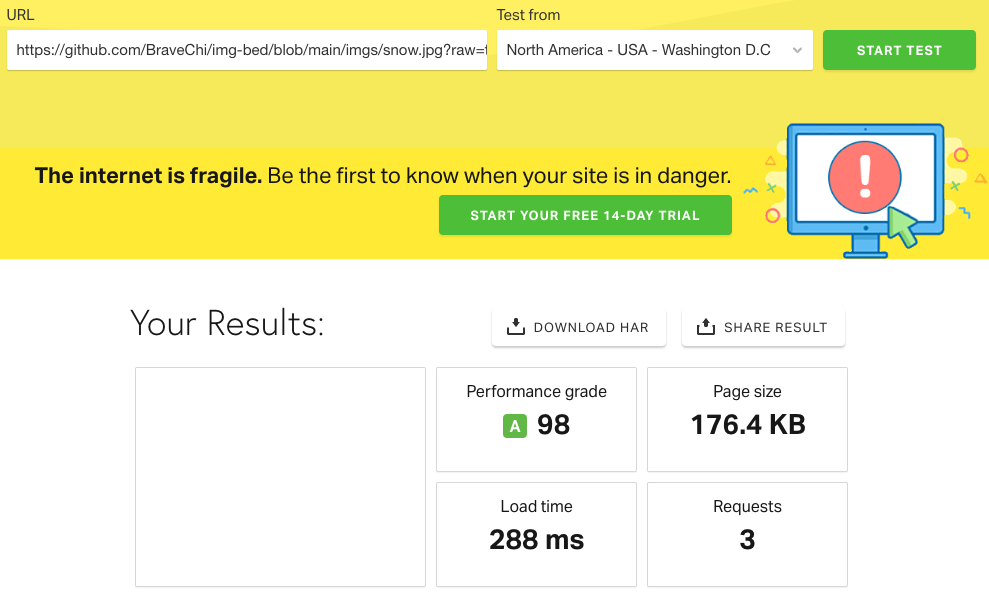 URL
Test from
https://github.com/BraveChi/img-bed/blob/main/imgs/snow.jpg?raw=
North America - USA - Washington D.C
START TEST
The internet is fragile. Be the first to know when your site is in danger.
START YOUR FREE 14-DAY TRIAL
!
Your Results:
DOWNLOAD HAR
SHARE RESULT
Performance grade
A 98
Page size
176.4 KB
Load time
288 ms
Requests
3